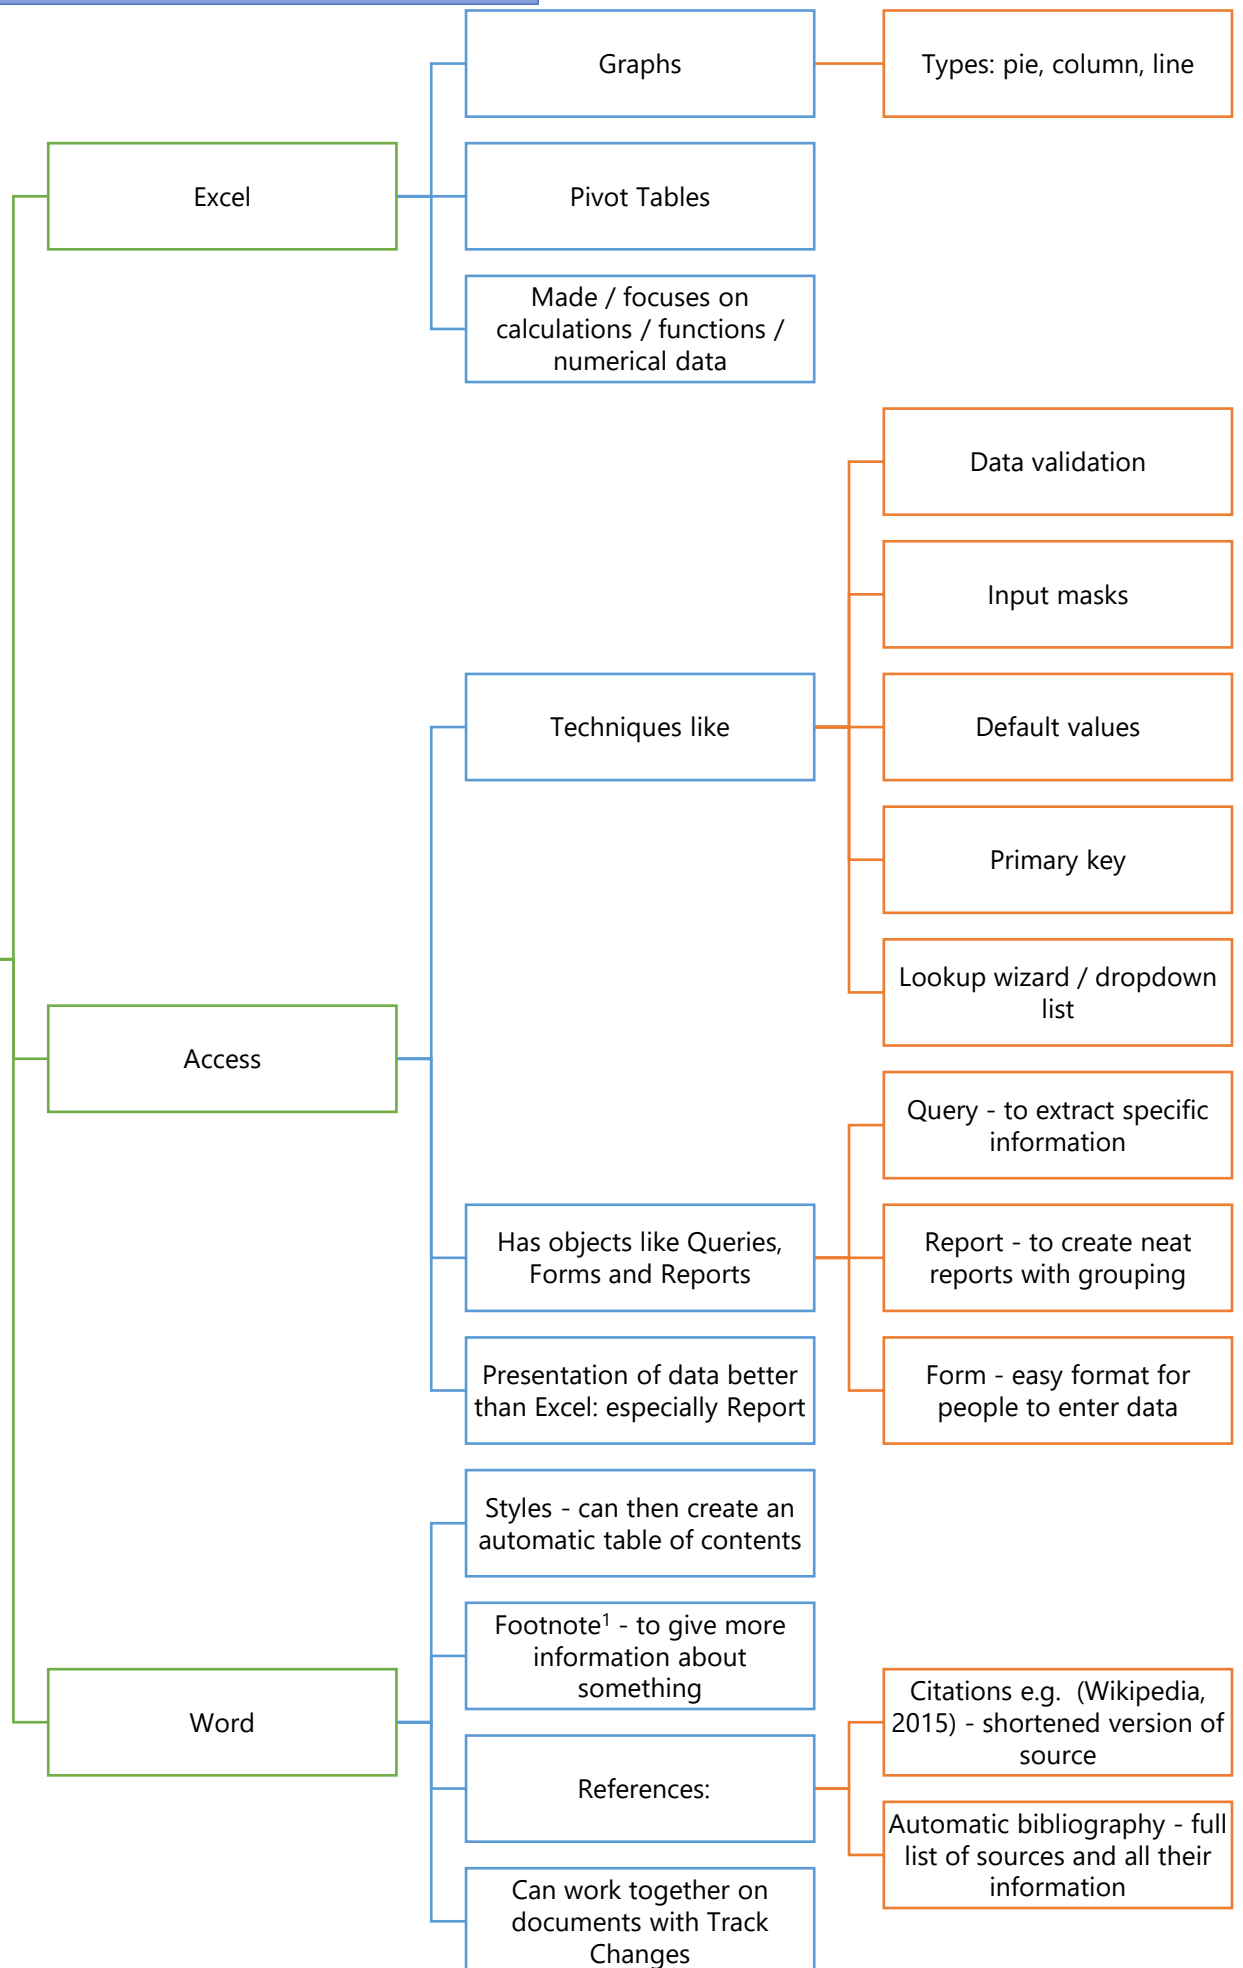 Excel
Graphs
Types: pie, column, line
Pivot Tables
Made / focuses on
calculations / functions /
numerical data
Access
Techniques like
Data validation
Input masks
Default values
Primary key
Lookup wizard / dropdown
list
Has objects like Queries,
Forms and Reports
Query - to extract specific
information
Report - to create neat
reports with grouping
Form - easy format for
people to enter data
Presentation of data better
than Excel: especially Report
Word
Styles - can then create an
automatic table of contents
Footnote¹ - to give more
information about
something
References:
Citations e.g.  (Wikipedia,
2015) - shortened version of
source
Automatic bibliography - full
list of sources and all their
information
Can work together on
documents with Track
Changes